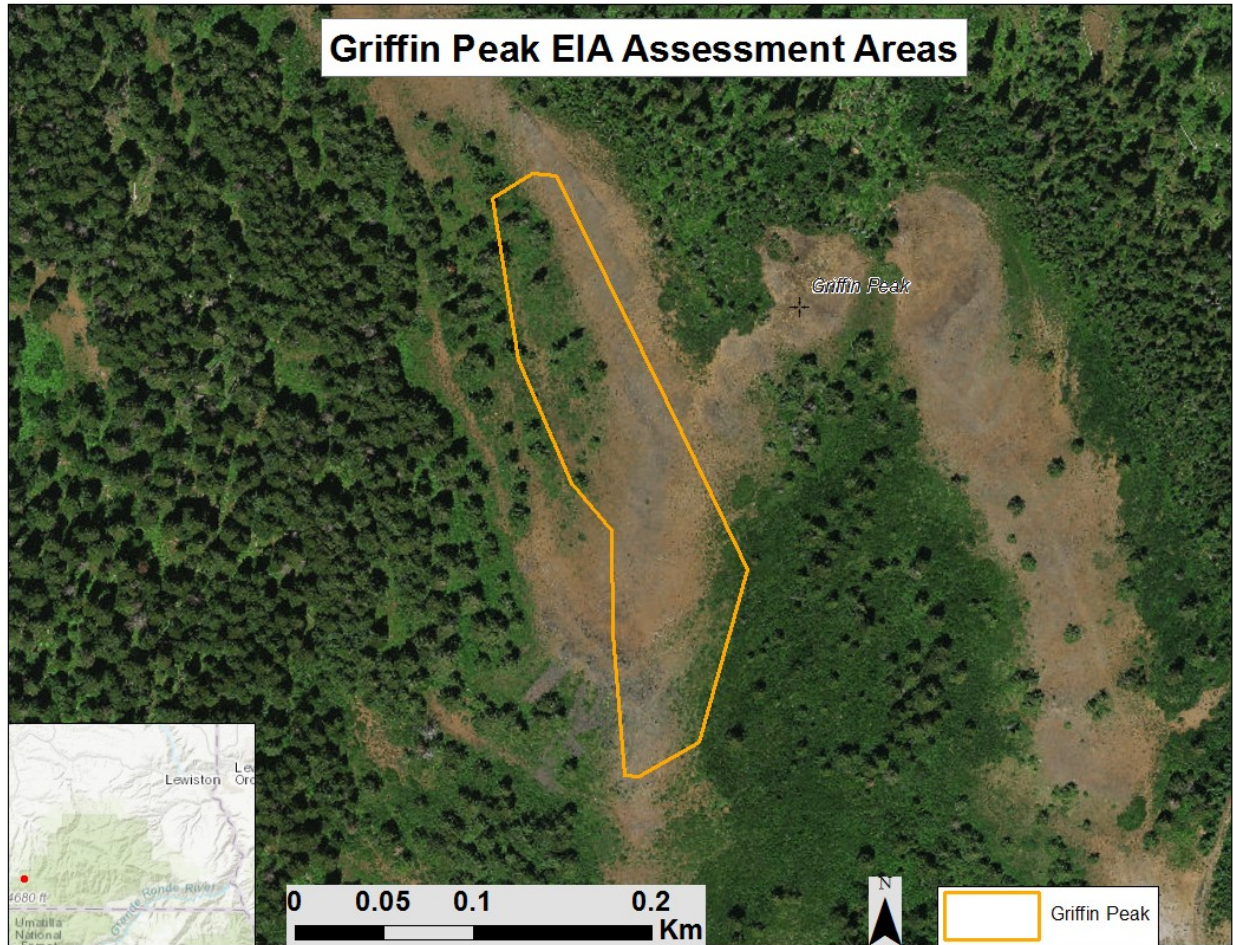 Griffin Peak EIA Assessment Areas
Griffin Peak
Lewiston
4680 ft
Grande Ronde River
Umatilla
National
0 0.05 0.1 0.2
Km
N
Griffin Peak